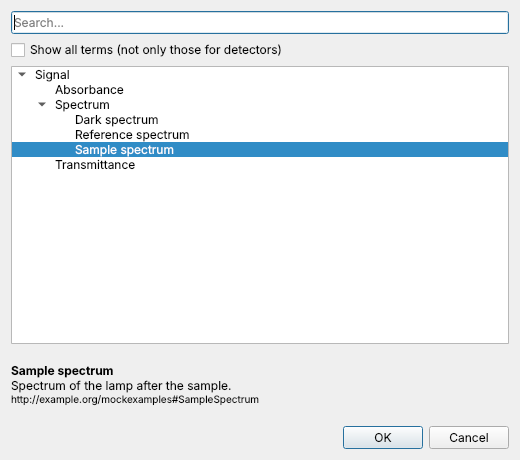 Search...
Show all terms (not only those for detectors)
Signal
Absorbance
Spectrum
Dark spectrum
Reference spectrum
Sample spectrum
Transmittance
Sample spectrum
Spectrum of the lamp after the sample.
http://example.org/mockexamples#SampleSpectrum
OK Cancel